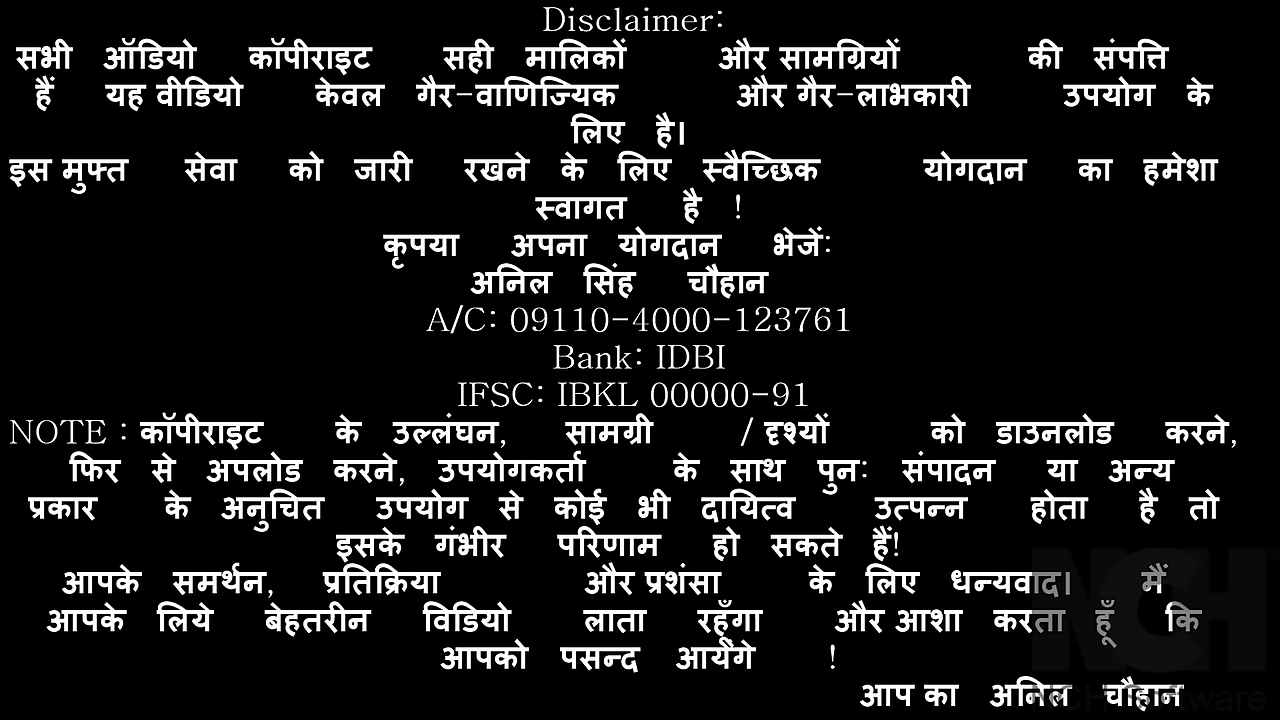 Disclaimer:
सभी ऑडियो कॉपीराइट सही मालिकों और सामग्रियों की संपत्ति
हैं यह वीडियो केवल गैर-वाणिज्यिक और गैर-लाभकारी उपयोग के
लिए है।
इस मुफ्त सेवा को जारी रखने के लिए स्वैच्छिक योगदान का हमेशा
स्वागत है !
कृपया अपना योगदान भेजें:
अनिल सिंह चौहान
A/C: 09110-4000-123761
Bank: IDBI
IFSC: IBKL 00000-91
NOTE : कॉपीराइट के उल्लंघन, सामग्री / दृश्यों को डाउनलोड करने,
फिर से अपलोड करने, उपयोगकर्ता के साथ पुन: संपादन या अन्य
प्रकार के अनुचित उपयोग से कोई भी दायित्व उत्पन्न होता है तो
इसके गंभीर परिणाम हो सकते हैं!
आपके समर्थन, प्रतिक्रिया और प्रशंसा के लिए धन्यवाद। मैं
आपके लिये बेहतरीन विडियो लाता रहूँगा और आशा करता हूँ कि
आपको पसन्द आयेंगे !
आप का अनिल चौहान
NCH
NCH Software